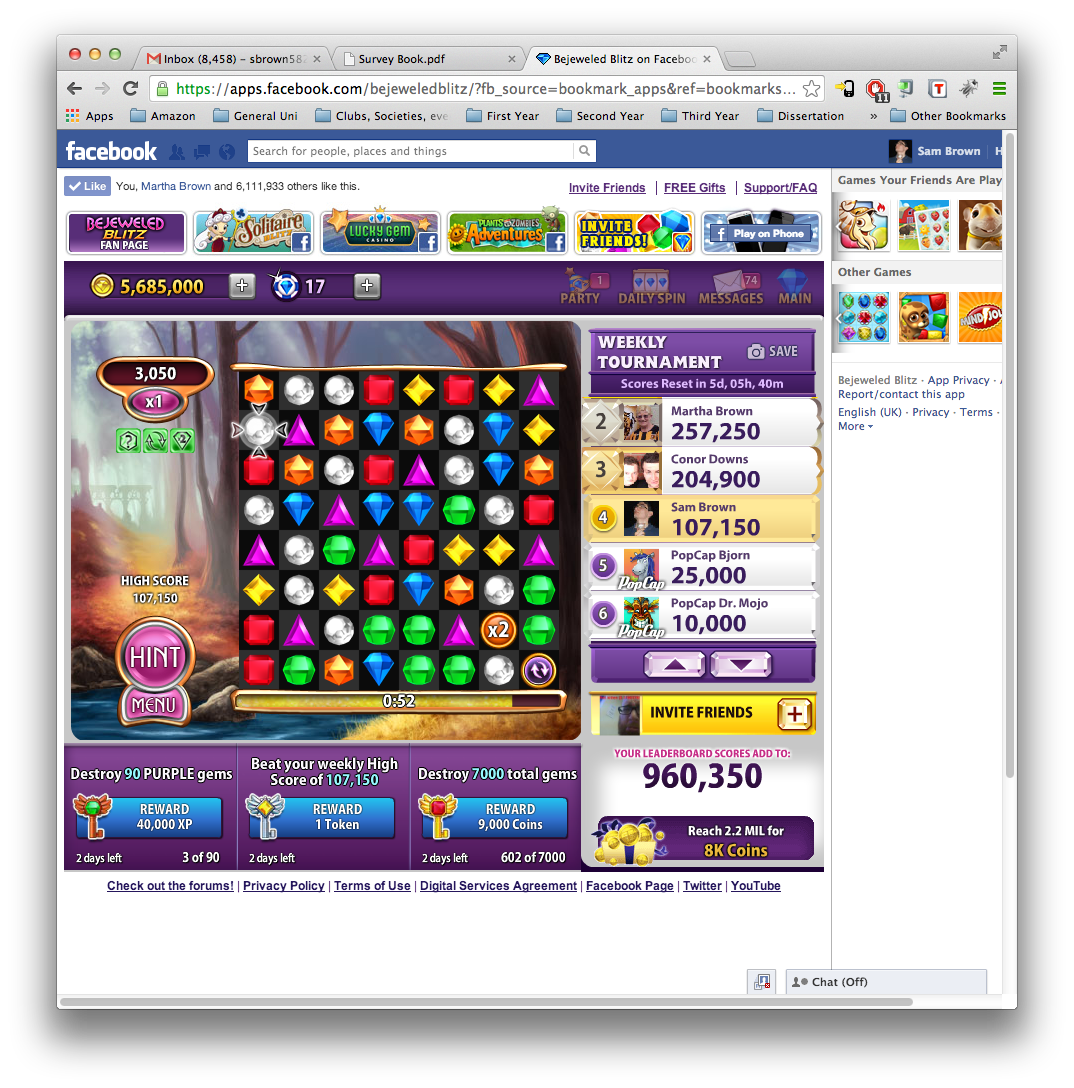 Inbox (8,458) – sbrown582
Survey Book.pdf
Bejeweled Blitz on Faceboo
https://apps.facebook.com/bejeweledblitz/?fb_source=bookmark_apps&ref=bookmarks...
11
T
Apps
Amazon
General Uni
Clubs, Societies, eve
First Year
Second Year
Third Year
Dissertation
»
Other Bookmarks
facebook
Search for people, places and things
Sam Brown
H
Like
You, Martha Brown and 6,111,933 others like this.
Invite Friends | FREE Gifts | Support/FAQ
BEJEWELED
BLITZ
FAN PAGE
Solitaire
BLITZ
LUCKY GEM
CASINO
PLANTS ZOMBIES
Adventures
INVITE
FRIENDS!
Play on Phone
5,685,000
17
1
PARTY
DAILY SPIN
74
MESSAGES
MAIN
3,050
x1
?
2
HIGH SCORE
107,150
HINT
MENU
x2
0:52
WEEKLY
TOURNAMENT
SAVE
Scores Reset in 5d, 05h, 40m
2
Martha Brown
257,250
3
Conor Downs
204,900
4
Sam Brown
107,150
5
PopCap
PopCap Bjorn
25,000
6
PopCap
PopCap Dr. Mojo
10,000
INVITE FRIENDS
YOUR LEADERBOARD SCORES ADD TO:
960,350
Reach 2.2 MIL for
8K Coins
Destroy 90 PURPLE gems
REWARD
40,000 XP
2 days left
3 of 90
Beat your weekly High
Score of 107,150
REWARD
1 Token
2 days left
Destroy 7000 total gems
REWARD
9,000 Coins
2 days left
602 of 7000
Check out the forums! | Privacy Policy | Terms of Use | Digital Services Agreement | Facebook Page | Twitter | YouTube
Games Your Friends Are Play
Other Games
MINDJOL
Bejeweled Blitz · App Privacy ·
Report/contact this app
English (UK) · Privacy · Terms ·
More
Chat (Off)